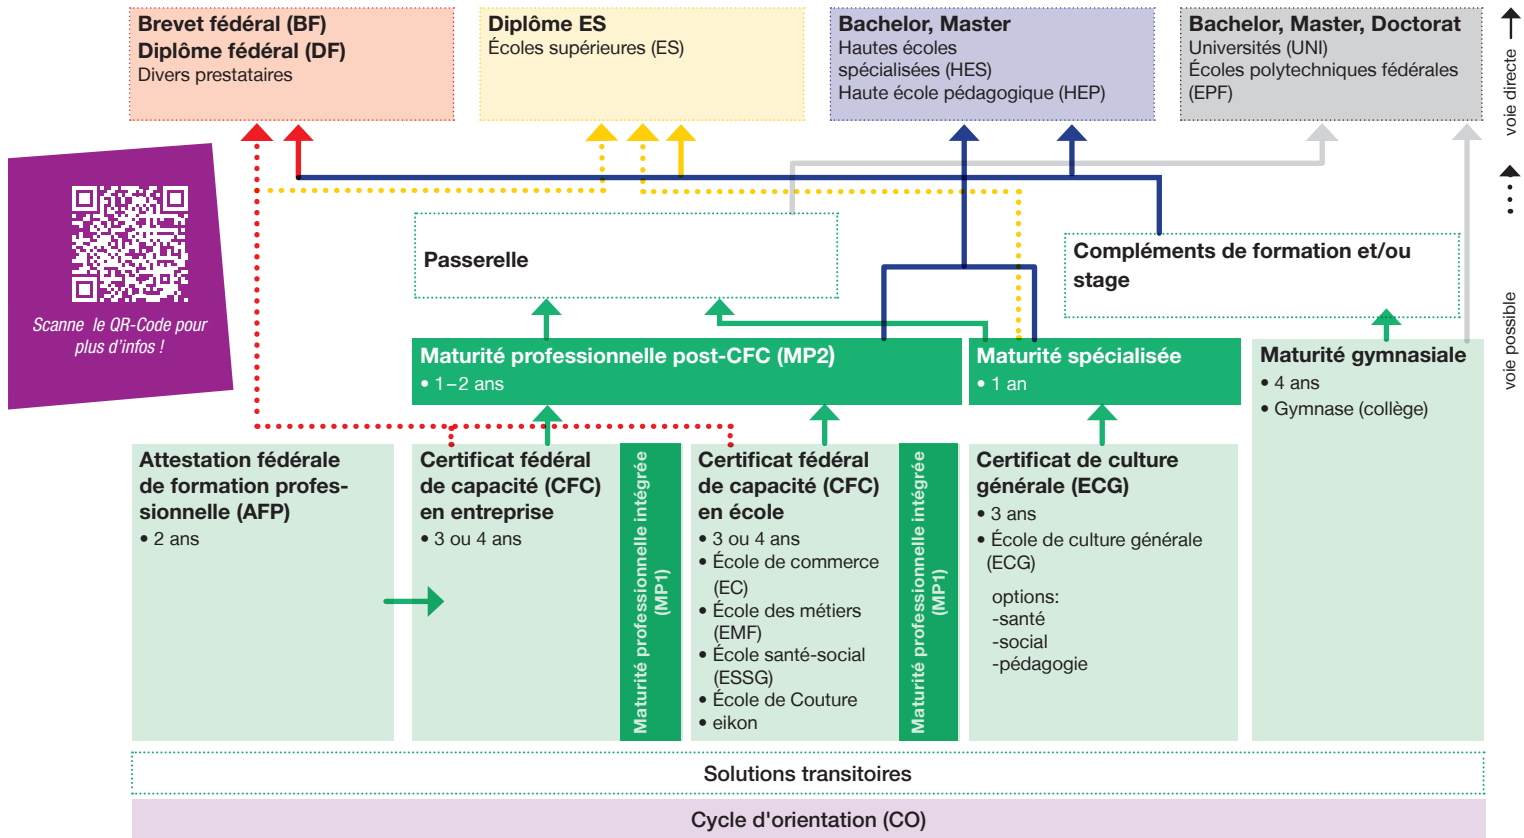 Brevet fédéral (BF)
Diplôme fédéral (DF)
Divers prestataires
Diplôme ES
Écoles supérieures (ES)
Bachelor, Master
Hautes écoles
spécialisées (HES)
Haute école pédagogique (HEP)
Bachelor, Master, Doctorat
Universités (UNI)
Écoles polytechniques fédérales
(EPF)
voie directe
voie possible
Scanne le QR-Code pour
plus d'infos !
Passerelle
Compléments de formation et/ou
stage
Maturité professionnelle post-CFC (MP2)
• 1–2 ans
Maturité spécialisée
• 1 an
Maturité gymnasiale
• 4 ans
• Gymnase (collège)
Attestation fédérale
de formation profes-
sionnelle (AFP)
• 2 ans
Certificat fédéral
de capacité (CFC)
en entreprise
• 3 ou 4 ans
Maturité professionnelle intégrée
(MP1)
Certificat fédéral
de capacité (CFC)
en école
• 3 ou 4 ans
• École de commerce
(EC)
• École des métiers
(EMF)
• École santé-social
(ESSG)
• École de Couture
• eikon
Maturité professionnelle intégrée
(MP1)
Certificat de culture
générale (ECG)
• 3 ans
• École de culture générale
(ECG)
options:
-santé
-social
-pédagogie
Solutions transitoires
Cycle d'orientation (CO)